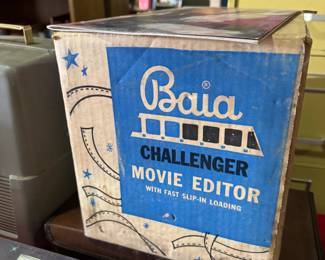 Baia®
CHALLENGER
MOVIE EDITOR
WITH FAST SLIP-IN LOADING